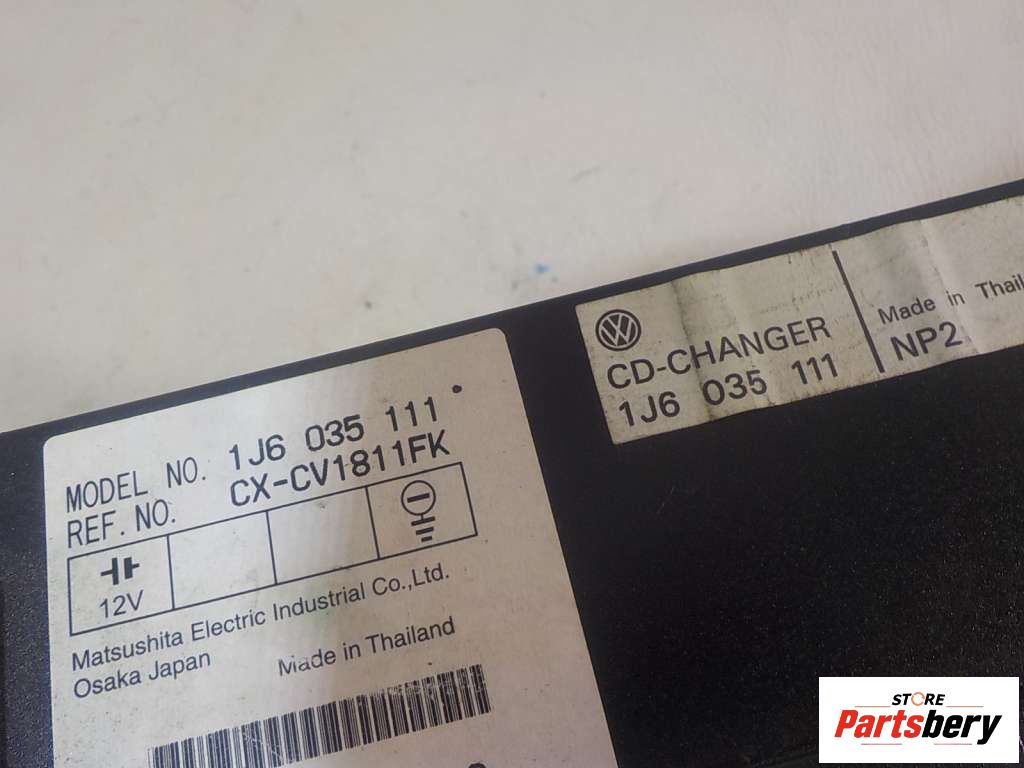 MODEL NO. 1J6 035 111
REF. NO. CX-CV1811FK
12V
Matsushita Electric Industrial Co.,Ltd.
Osaka Japan Made in Thailand
CD-CHANGER
1J6 035 111
Made in Thail
NP2
STORE
Partsbery